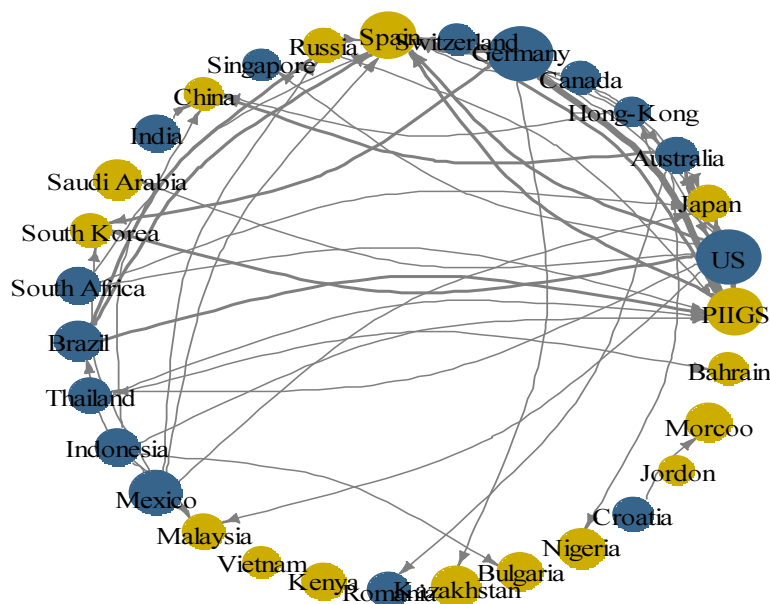 Spain
Switzerland
Russia
Germany
Singapore
Canada
China
Hong-Kong
India
Australia
Saudi Arabia
Japan
South Korea
US
South Africa
PIIGS
Brazil
Bahrain
Thailand
Morcoo
Indonesia
Jordon
Mexico
Croatia
Malaysia
Nigeria
Vietnam
Bulgaria
Kenya
Kazakhstan
Romania